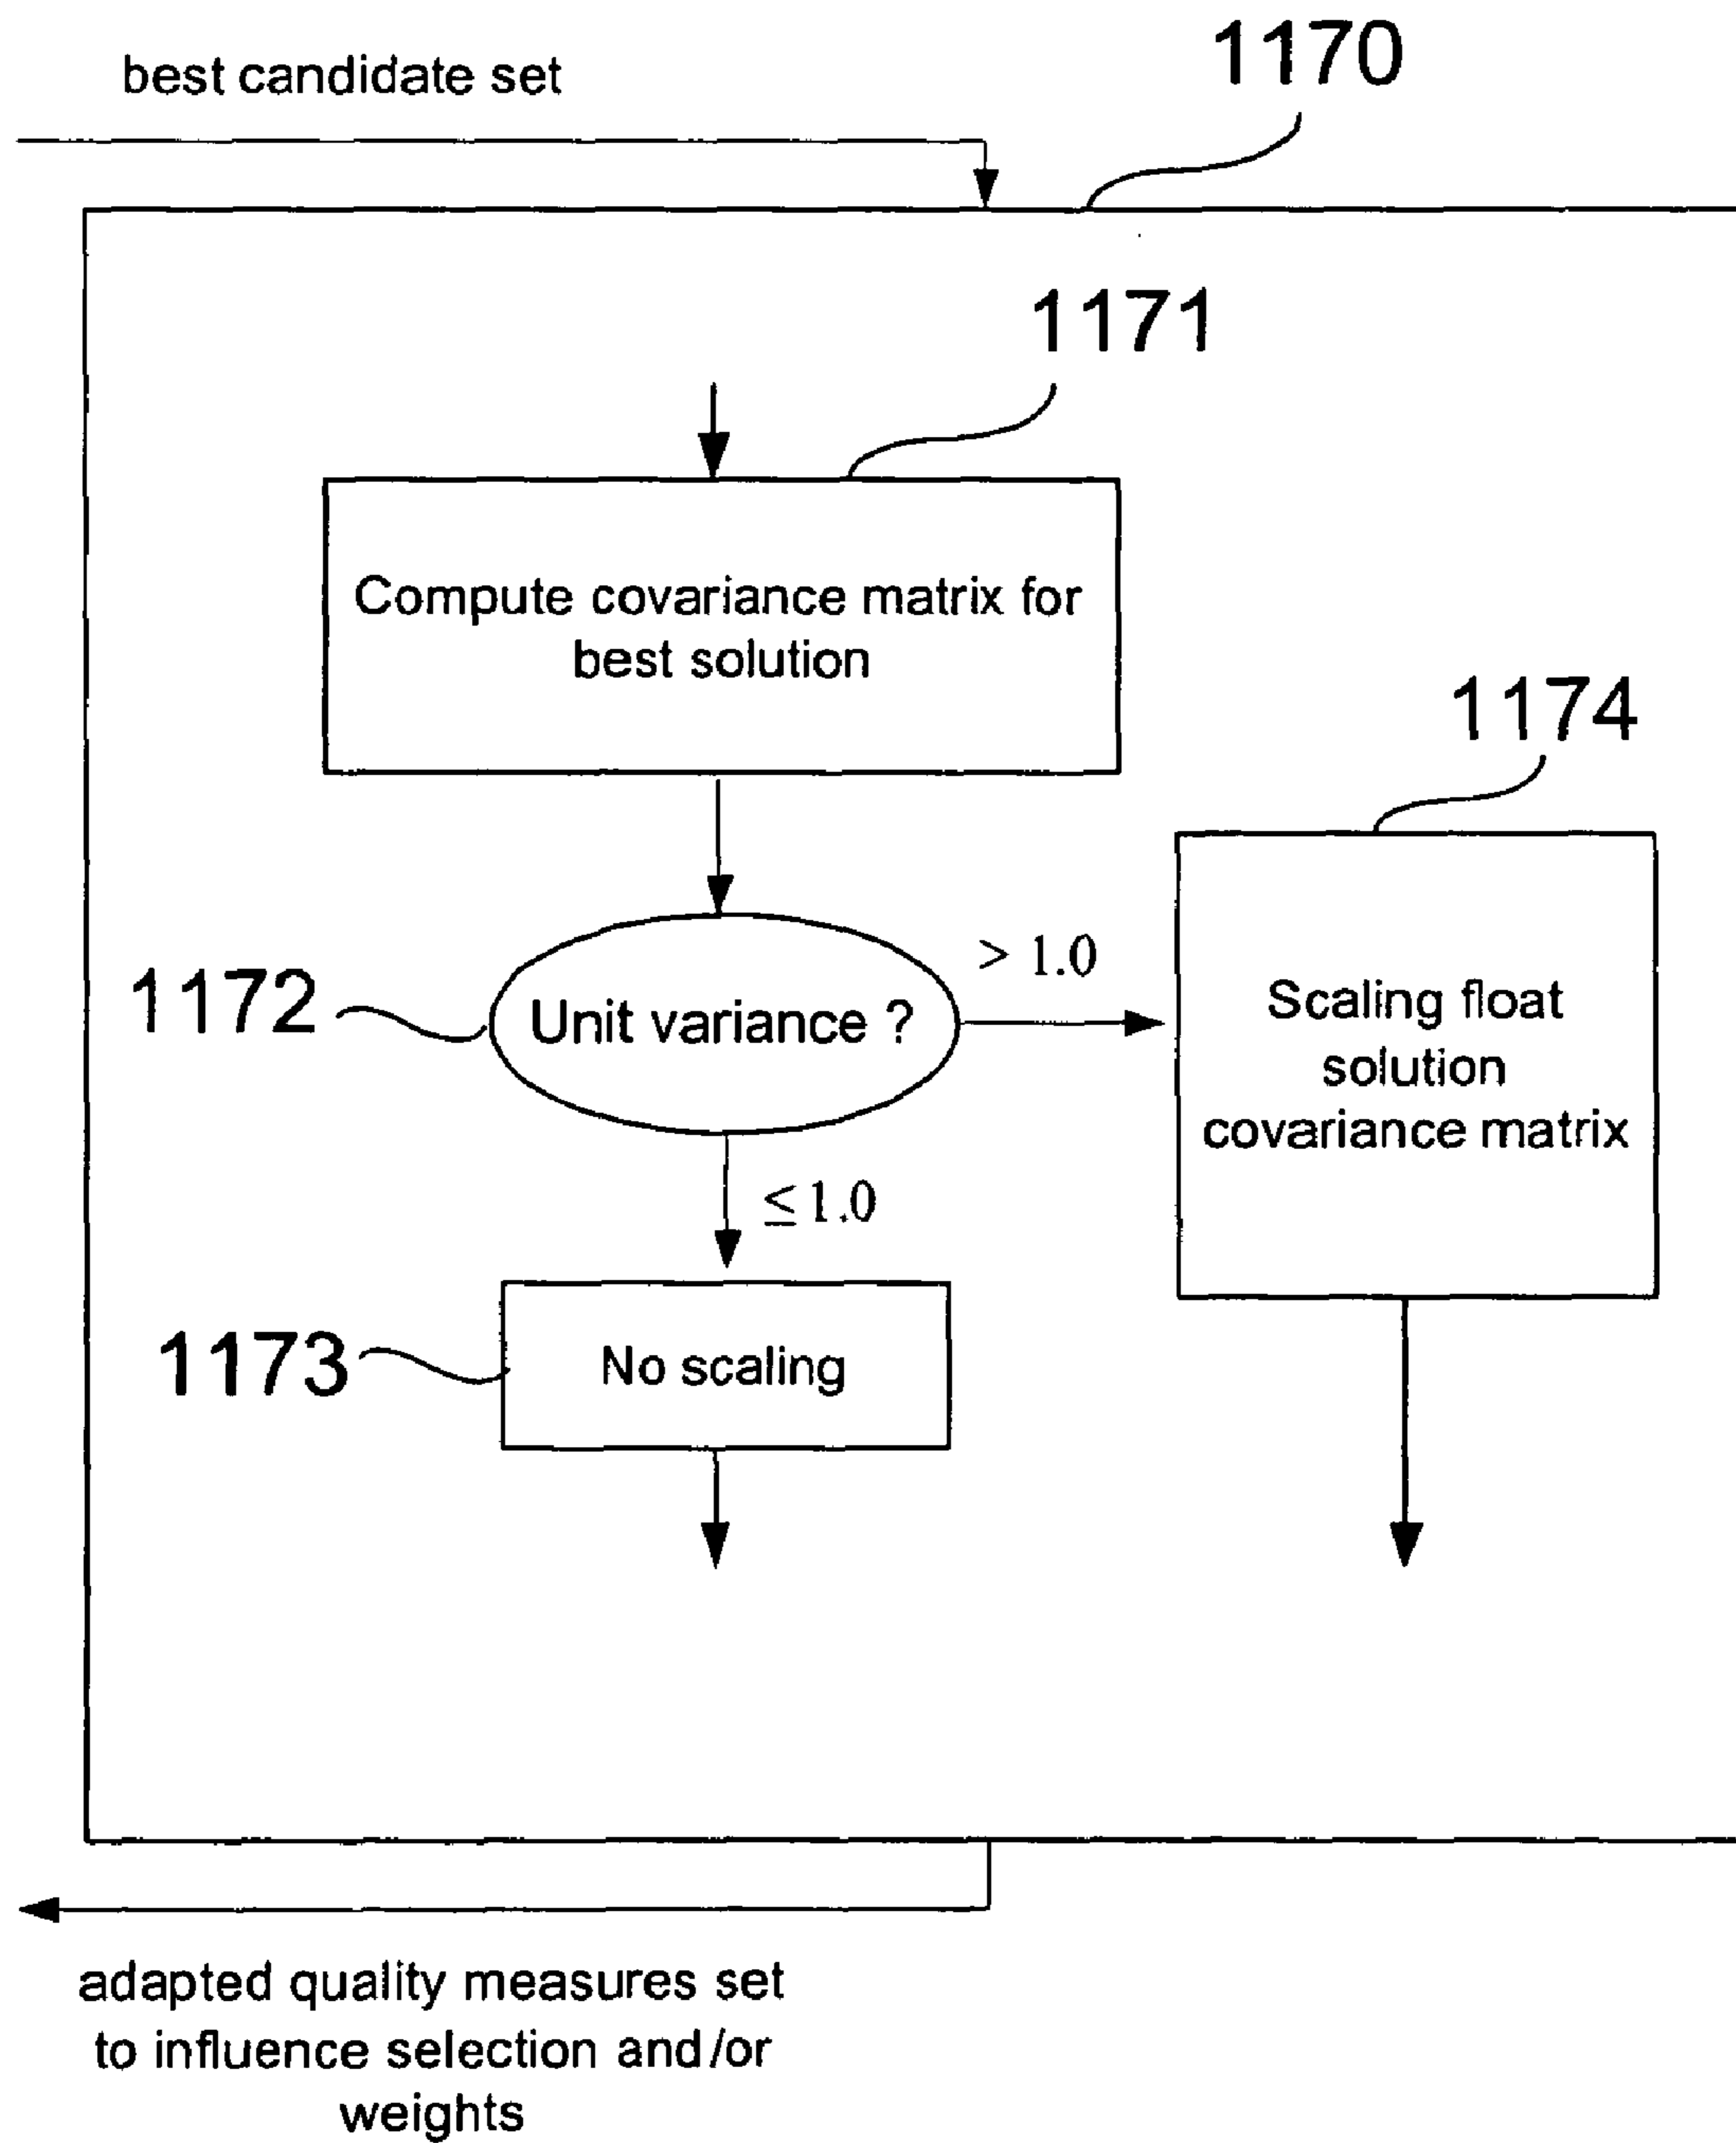 best candidate set
1170
1171
Compute covariance matrix for
best solution
1174
1172
Unit variance ?
> 1.0
Scaling float
solution
covariance matrix
≤ 1.0
1173
No scaling
adapted quality measures set
to influence selection and/or
weights